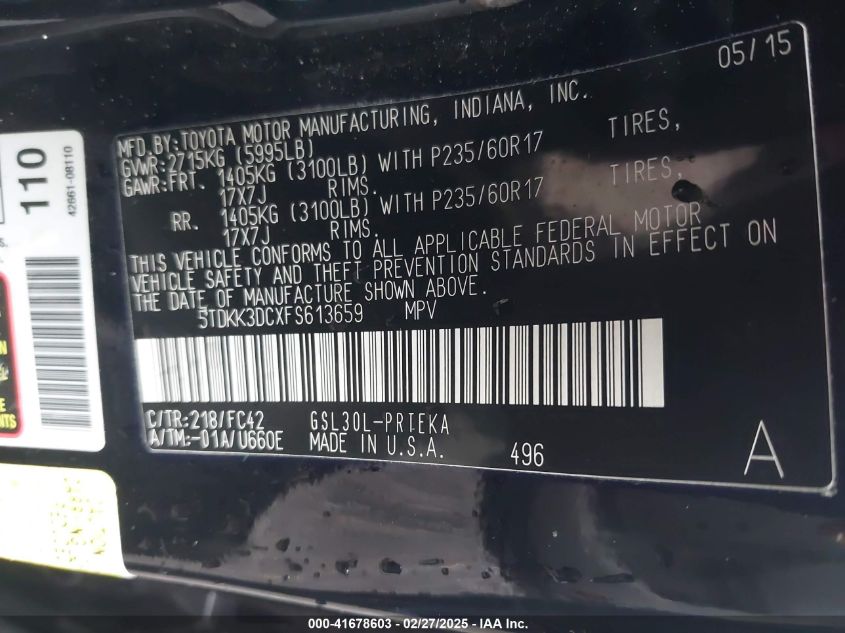 05/15
MFD.BY:TOYOTA MOTOR MANUFACTURING, INDIANA, INC.
GVWR:2715KG (5995LB)
GAWR:FRT. 1405KG (3100LB) WITH P235/60R17 TIRES,
17X7J RIMS.
RR. 1405KG (3100LB) WITH P235/60R17 TIRES,
17X7J RIMS.
THIS VEHICLE CONFORMS TO ALL APPLICABLE FEDERAL MOTOR
VEHICLE SAFETY AND THEFT PREVENTION STANDARDS IN EFFECT ON
THE DATE OF MANUFACTURE SHOWN ABOVE.
5TDKK3DCXFS613659 MPV
C/TR:218/FC42 GSL30L-PRTEKA
A/TM:-01A/U660E MADE IN U.S.A. 496 A
110
42661-08110
000-41678603 - 02/27/2025 - IAA Inc.